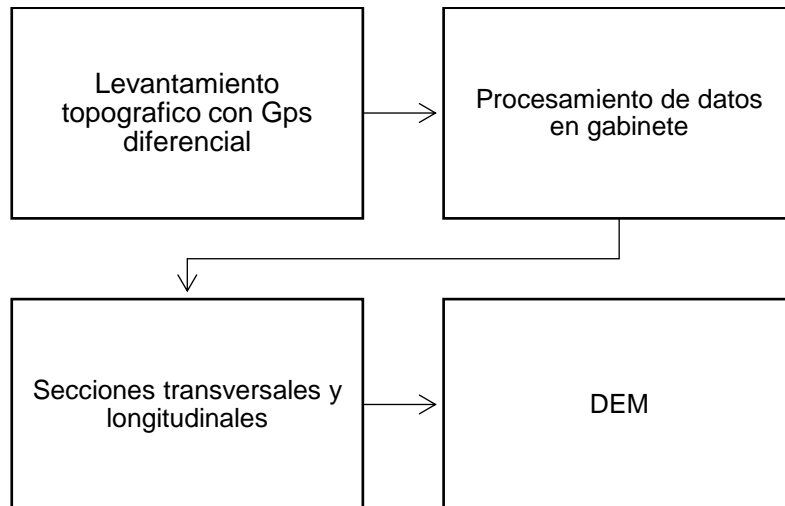 Levantamiento
topografico con Gps
diferencial
Procesamiento de datos
en gabinete
Secciones transversales y
longitudinales
DEM